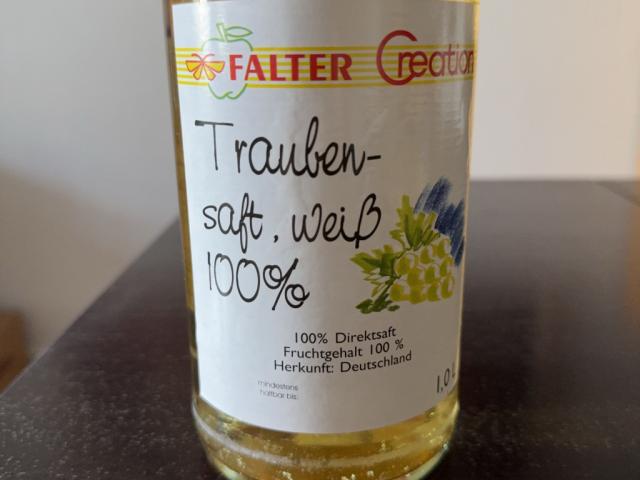 FALTER Creation
Trauben-
saft, weiß
100%
100% Direktsaft
Fruchtgehalt 100 %
Herkunft: Deutschland
mindestens
haltbar bis:
1,0 L